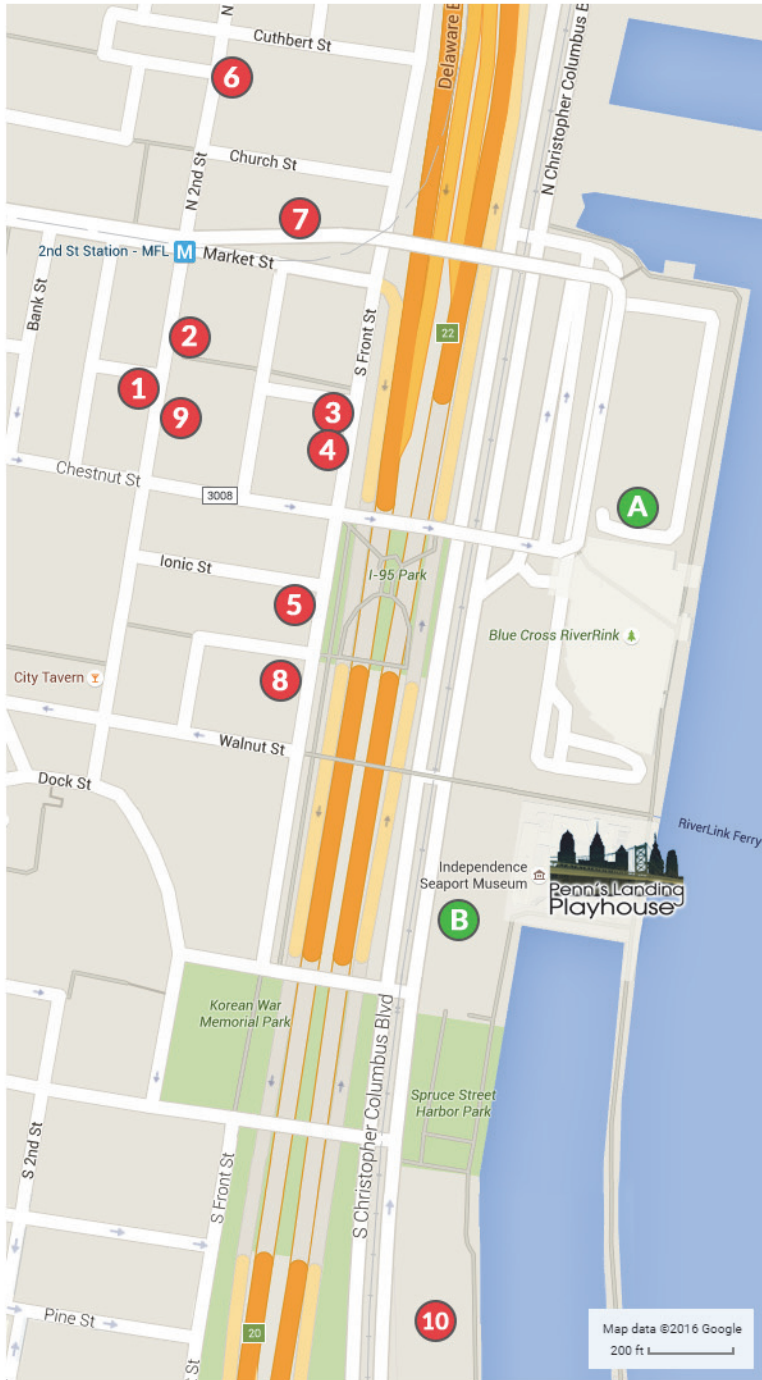 N
Cuthbert St
6
Delaware E
N Christopher Columbus B
Church St
N 2nd St
7
2nd St Station - MFL
M
Market St
Bank St
S Front St
22
2
1
9
3
4
Chestnut St
3008
A
I-95 Park
Ionic St
5
Blue Cross RiverRink
City Tavern
8
Walnut St
Dock St
RiverLink Ferry
Independence
Seaport Museum
Penn's Landing
Playhouse
B
Korean War
Memorial Park
S Christopher Columbus Blvd
Spruce Street
Harbor Park
S 2nd St
S Front St
Pine St
20
10
St
Map data ©2016 Google
200 ft